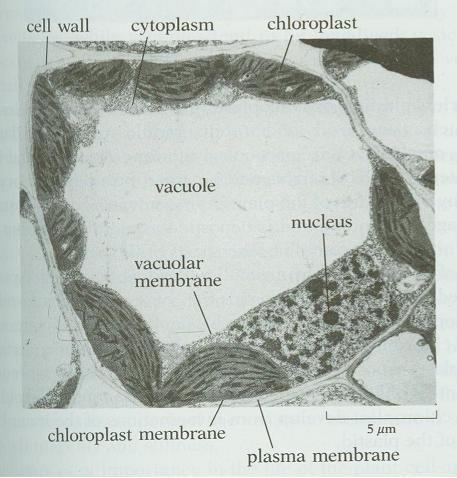 cell wall cytoplasm chloroplast
vacuole
nucleus
vacuolar
membrane
chloroplast membrane
plasma membrane
5 µm